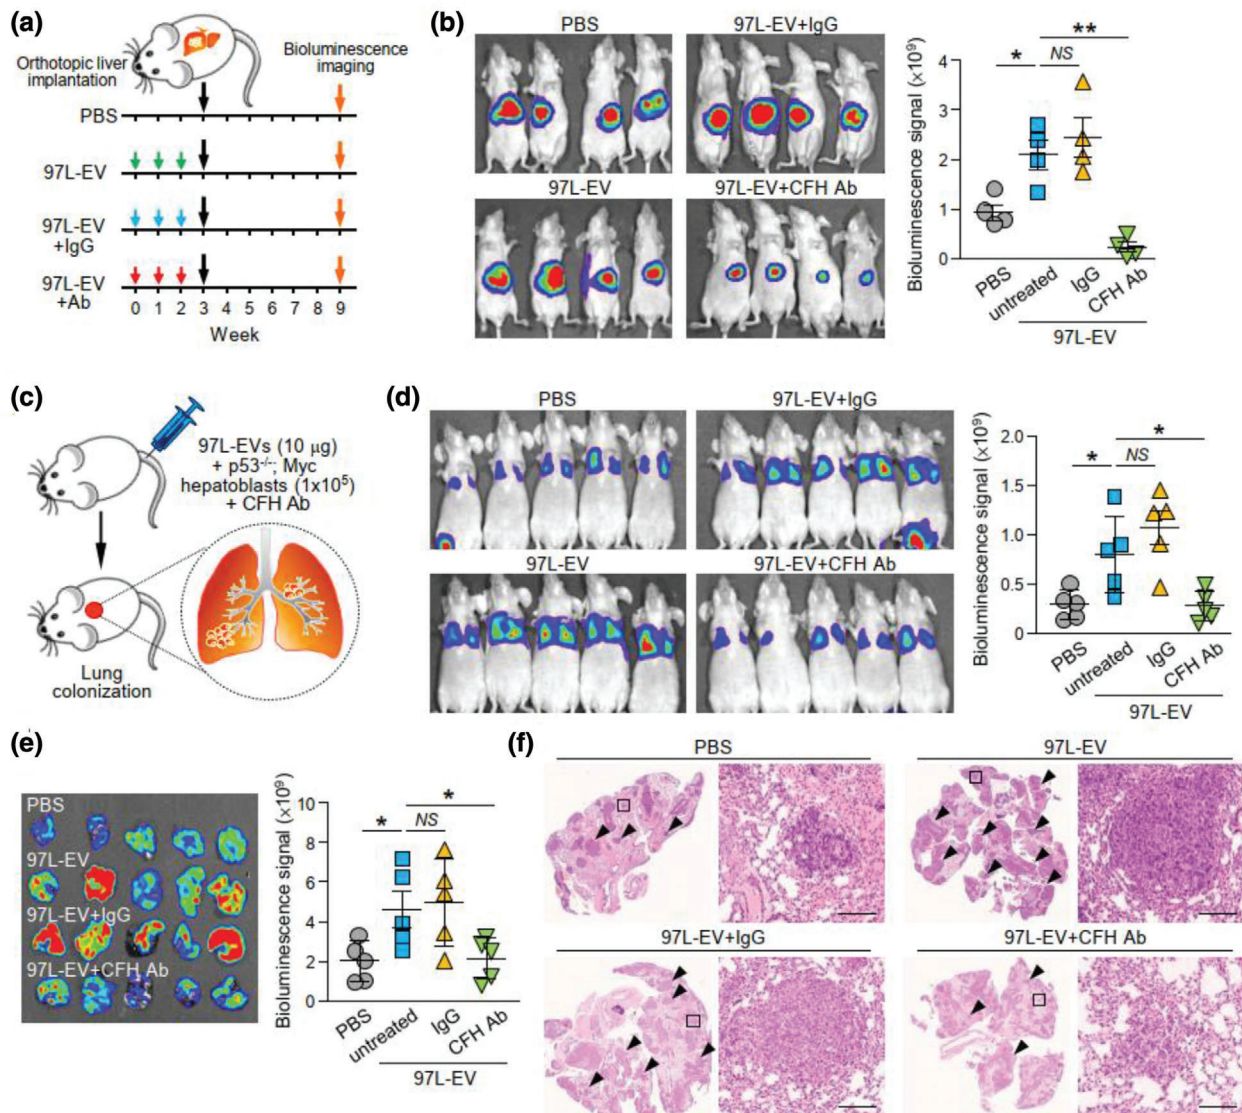 (a)
Orthotopic liver
implantation
Bioluminescence
imaging
PBS
97L-EV
97L-EV
+IgG
97L-EV
+Ab
0 1 2 3 4 5 6 7 8 9
Week
(b)
PBS
97L-EV+IgG
97L-EV
97L-EV+CFH Ab
Bioluminescence signal (×10⁹)
4
3
2
1
0
*
NS
**
PBS
untreated
IgG
CFH Ab
97L-EV
(c)
97L-EVs (10 µg)
+ p53⁻/⁻; Myc
hepatoblasts (1x10⁵)
+ CFH Ab
Lung
colonization
(d)
PBS
97L-EV+IgG
97L-EV
97L-EV+CFH Ab
Bioluminescence signal (×10⁹)
2.0
1.5
1.0
0.5
0
*
NS
*
PBS
untreated
IgG
CFH Ab
97L-EV
(e)
PBS
97L-EV
97L-EV+IgG
97L-EV+CFH Ab
Bioluminescence signal (×10⁹)
10
8
6
4
2
0
*
NS
*
PBS
untreated
IgG
CFH Ab
97L-EV
(f)
PBS
97L-EV
97L-EV+IgG
97L-EV+CFH Ab